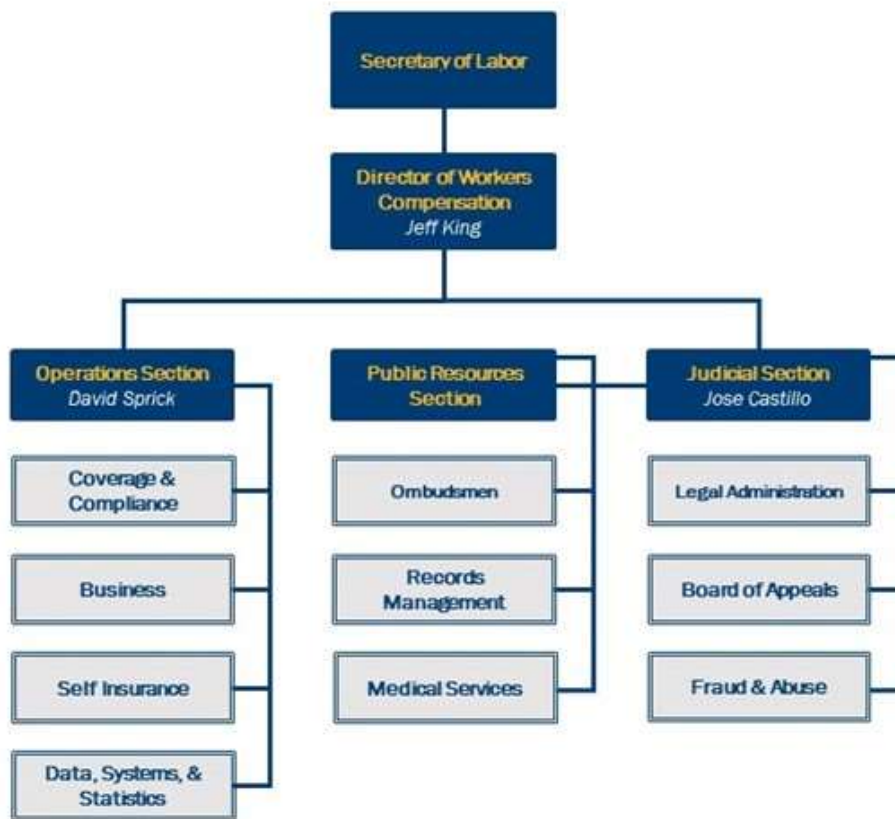 Secretary of Labor
Director of Workers
Compensation
Jeff King
Operations Section
David Sprick
Public Resources
Section
Judicial Section
Jose Castillo
Coverage &
Compliance
Ombudsmen
Legal Administration
Business
Records
Management
Board of Appeals
Self Insurance
Medical Services
Fraud & Abuse
Data, Systems, &
Statistics